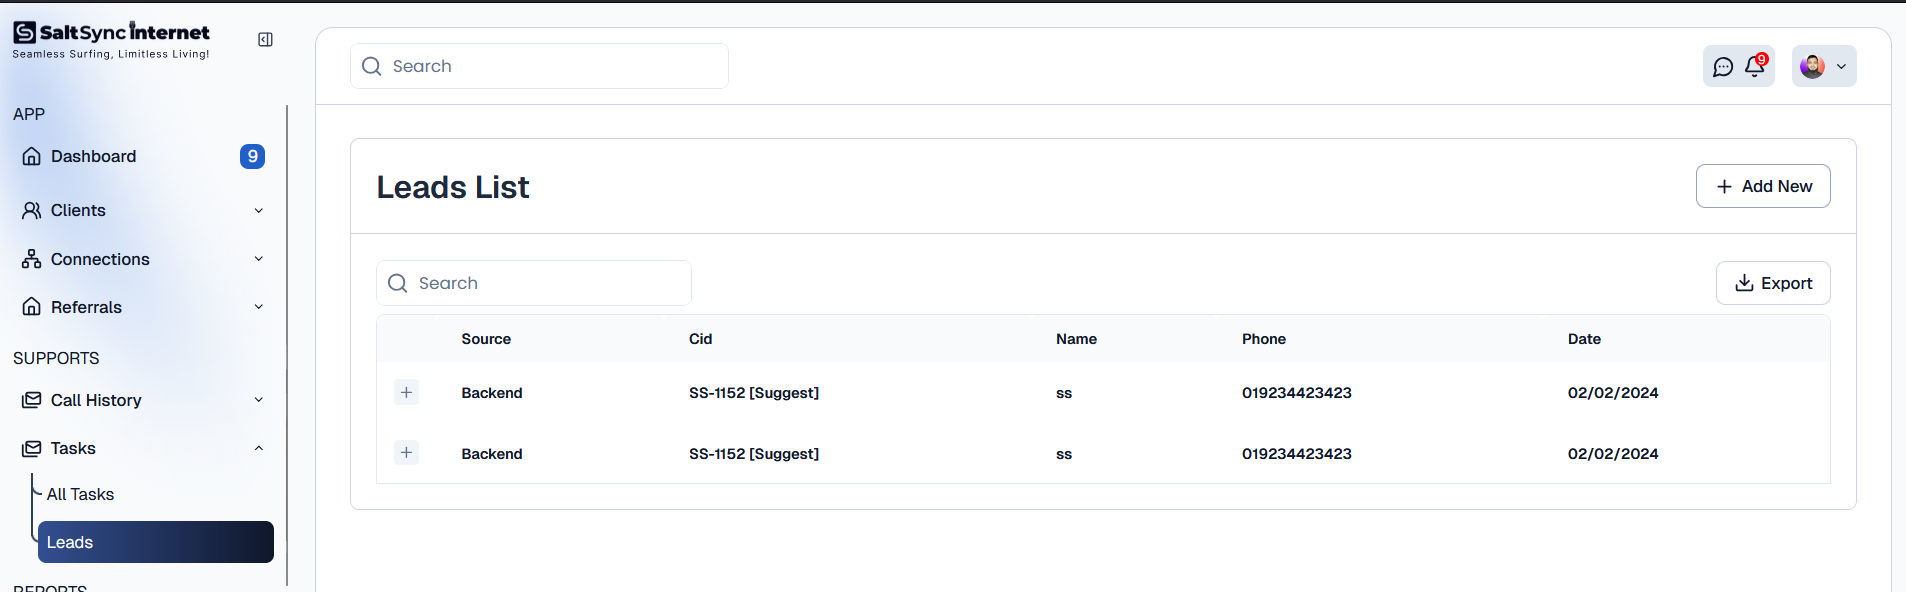 SaltSync internet
Seamless Surfing, Limitless Living!
APP
Dashboard 9
Clients
Connections
Referrals
SUPPORTS
Call History
Tasks
All Tasks
Leads
REPORTS
Search
9
Leads List
Add New
Search
Export
Source Cid Name Phone Date
Backend SS-1152 [Suggest] ss 019234423423 02/02/2024
Backend SS-1152 [Suggest] ss 019234423423 02/02/2024